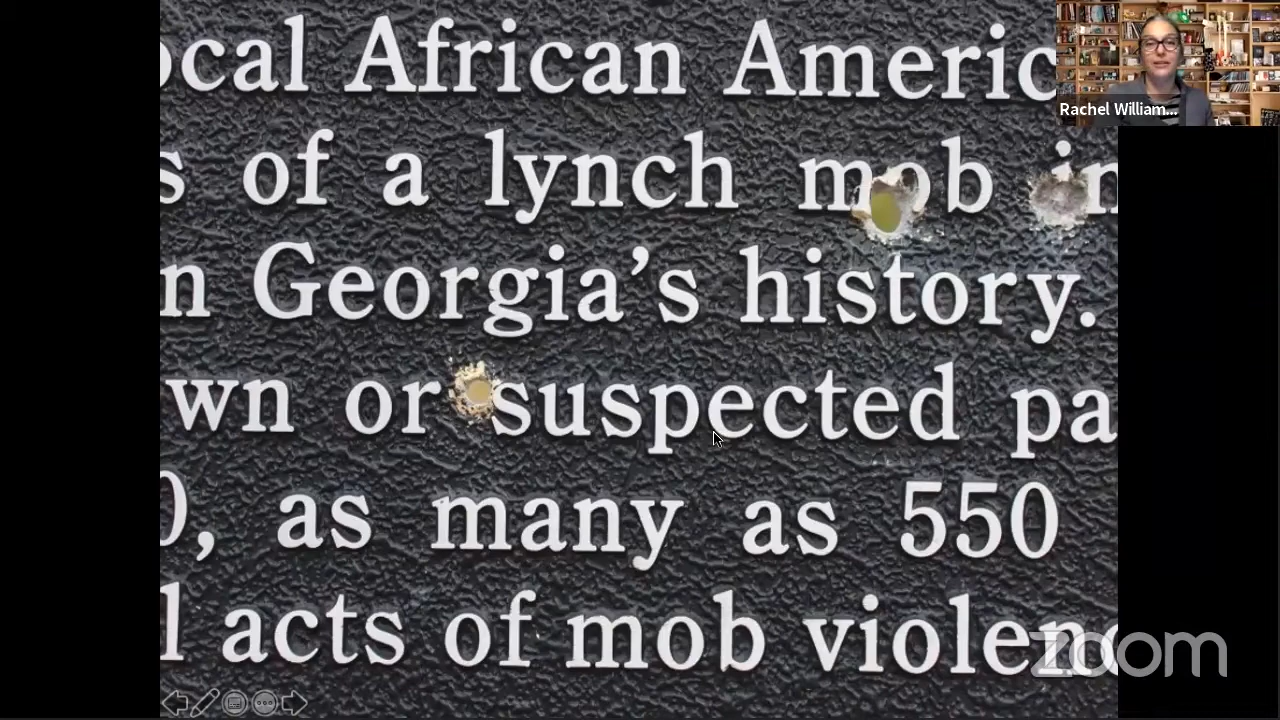 ocal African Americ
s of a lynch mob in
n Georgia’s history.
wn or suspected pa
0, as many as 550
l acts of mob violenc
Rachel William...
zoom